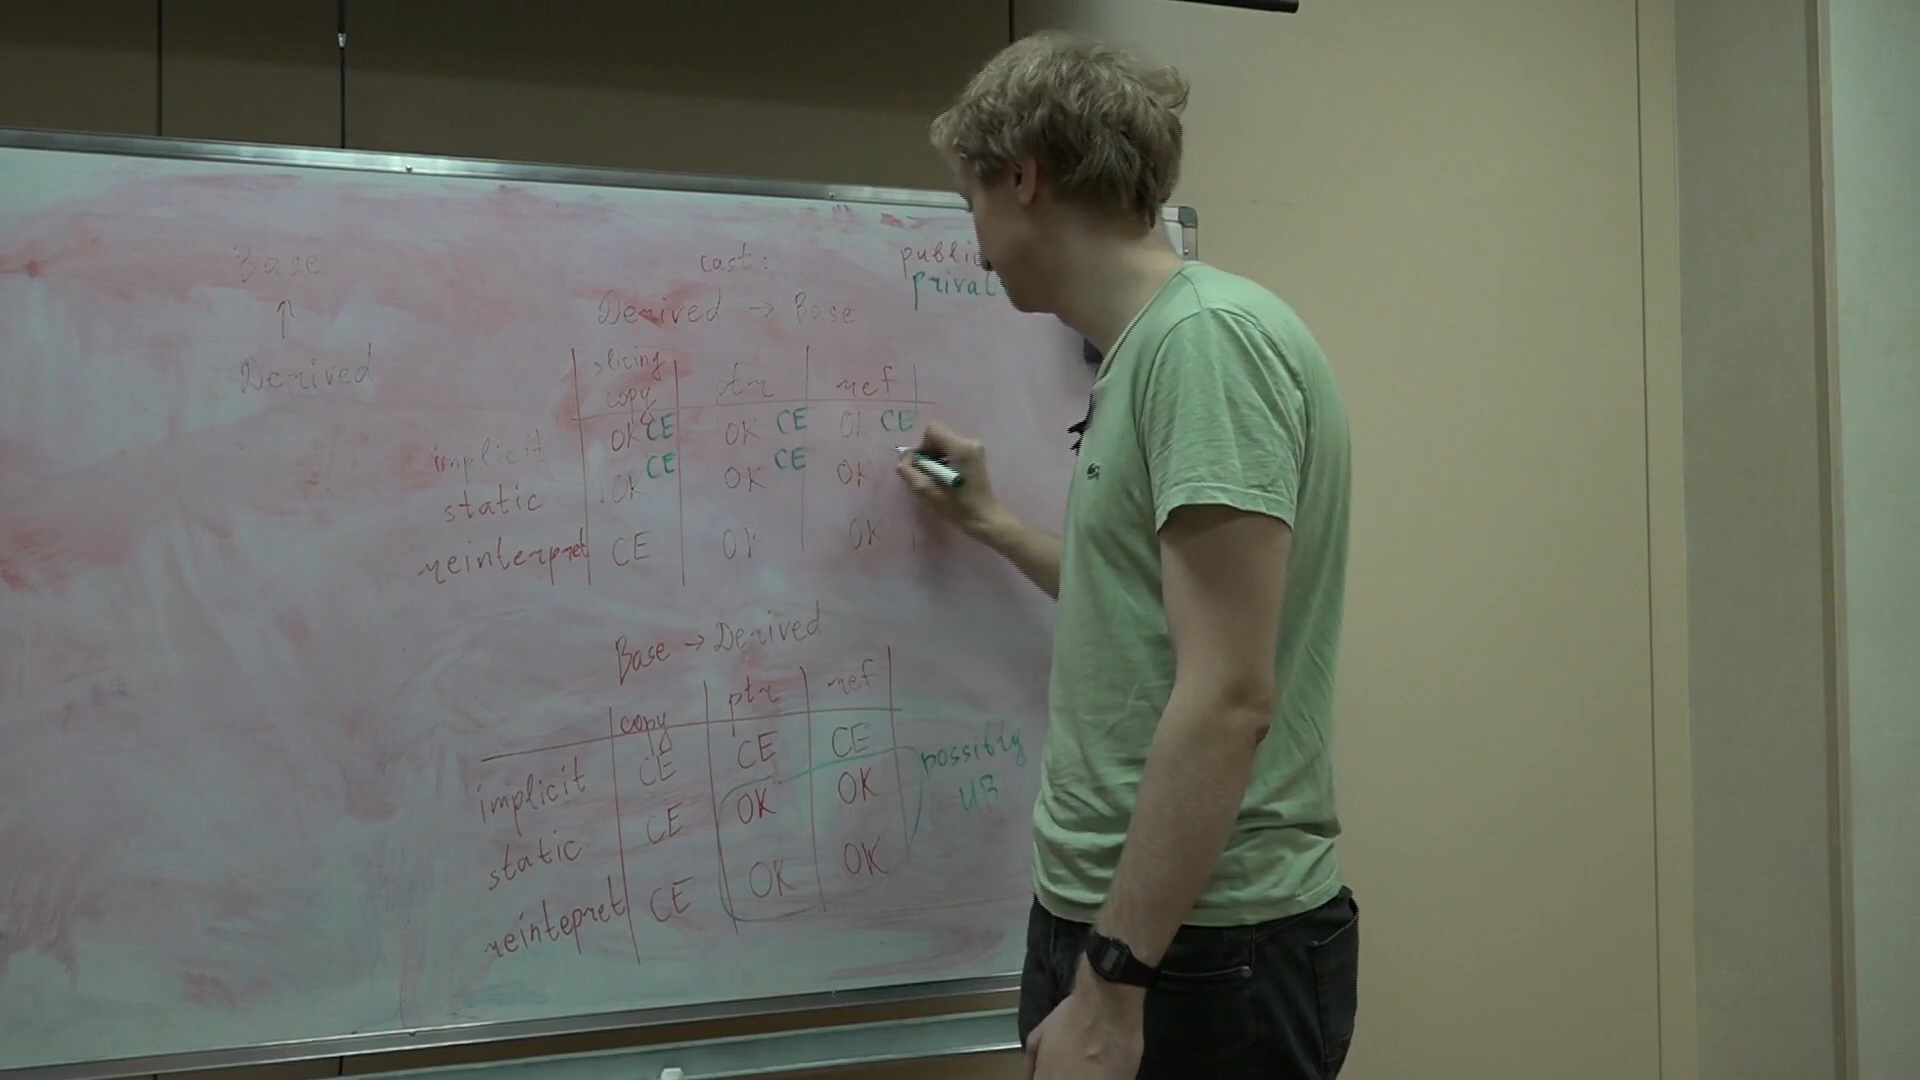 Base
↑
Derived
cast:
public
privat
Derived → Base
slicing copy ptr ref
implicit OK CE OK CE OK CE
static OK CE OK CE OK
reinterpret CE OK OK
Base → Derived
copy ptr ref
implicit CE CE CE
static CE OK OK
reintepret CE OK OK
possibly
UB